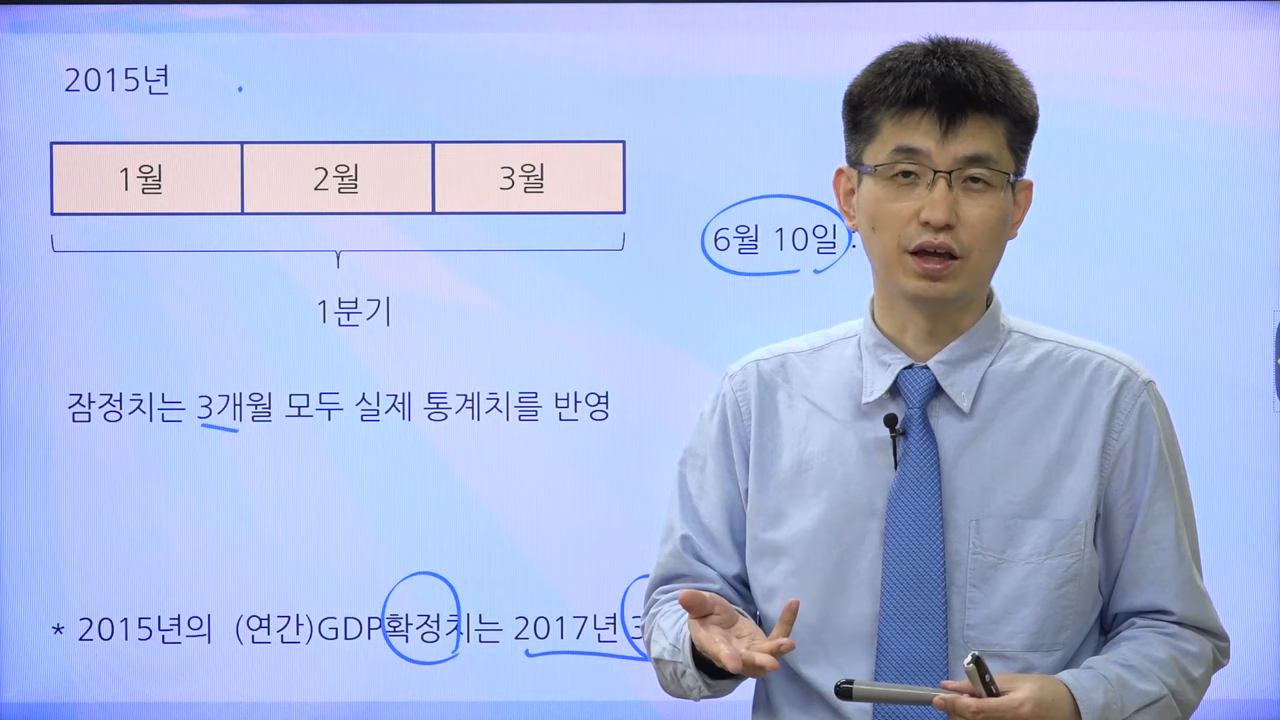 2015년
1월 2월 3월
6월 10일 :
1분기
잠정치는 3개월 모두 실제 통계치를 반영
* 2015년의 (연간)GDP확정치는 2017년 3